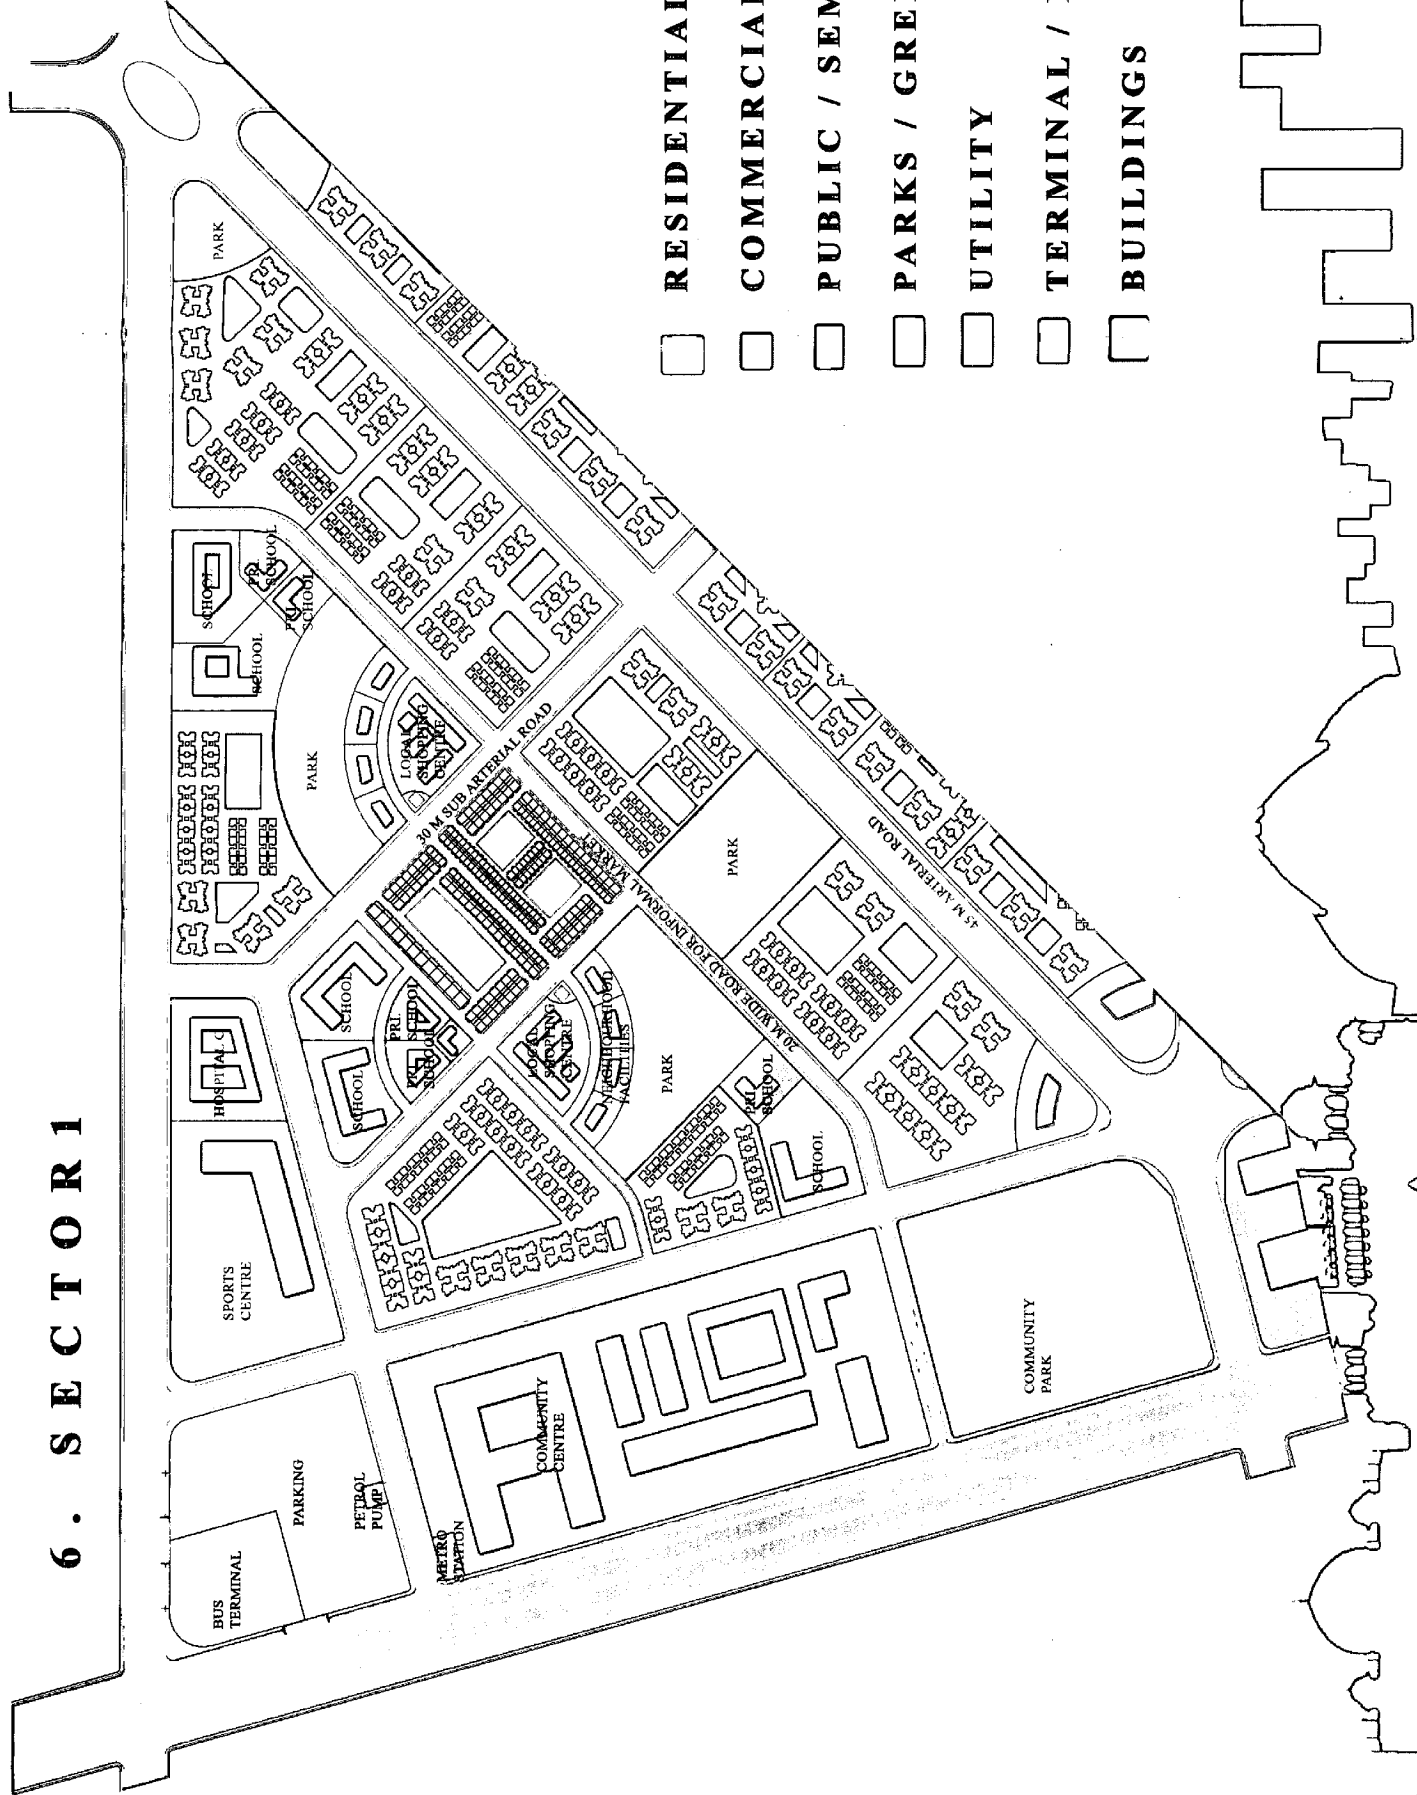 6. SECTOR 1
BUS
TERMINAL
PARKING
PETROL
PUMP
METRO
STATION
COMMUNITY
CENTRE
COMMUNITY
PARK
SPORTS
CENTRE
HOSPITAL C
SCHOOL
SCHOOL
PRI.
SCHOOL
PRI.
SCHOOL
LOCAL
SHOPPING
CENTRE
NEIGHBOURHOOD
FACILITIES
PARK
PRI.
SCHOOL
SCHOOL
20 M WIDE ROAD FOR INFORMAL MARKET
30 M SUB ARTERIAL ROAD
45 M ARTERIAL ROAD
PARK
PARK
LOCAL
SHOPPING
CENTRE
SCHOOL
SCHOOL
PRI.
SCHOOL
PRI.
SCHOOL
PARK
RESIDENTIAL
COMMERCIAL
PUBLIC / SEM
PARKS / GRE
UTILITY
TERMINAL /
BUILDINGS